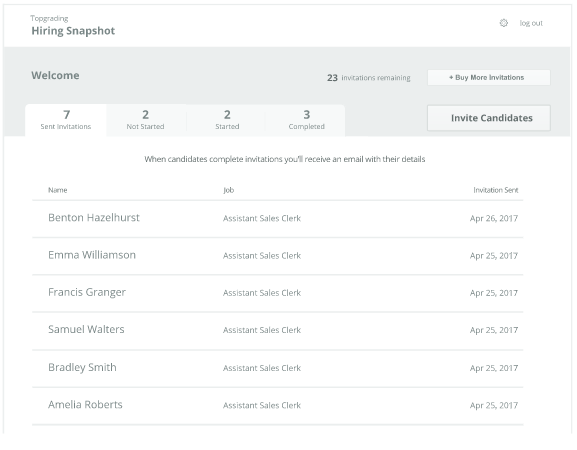 Topgrading
Hiring Snapshot
log out
Welcome
23 invitations remaining
+ Buy More Invitations
7
Sent Invitations
2
Not Started
2
Started
3
Completed
Invite Candidates
When candidates complete invitations you'll receive an email with their details
Name Job Invitation Sent
Benton Hazelhurst Assistant Sales Clerk Apr 26, 2017
Emma Williamson Assistant Sales Clerk Apr 25, 2017
Francis Granger Assistant Sales Clerk Apr 25, 2017
Samuel Walters Assistant Sales Clerk Apr 25, 2017
Bradley Smith Assistant Sales Clerk Apr 25, 2017
Amelia Roberts Assistant Sales Clerk Apr 25, 2017